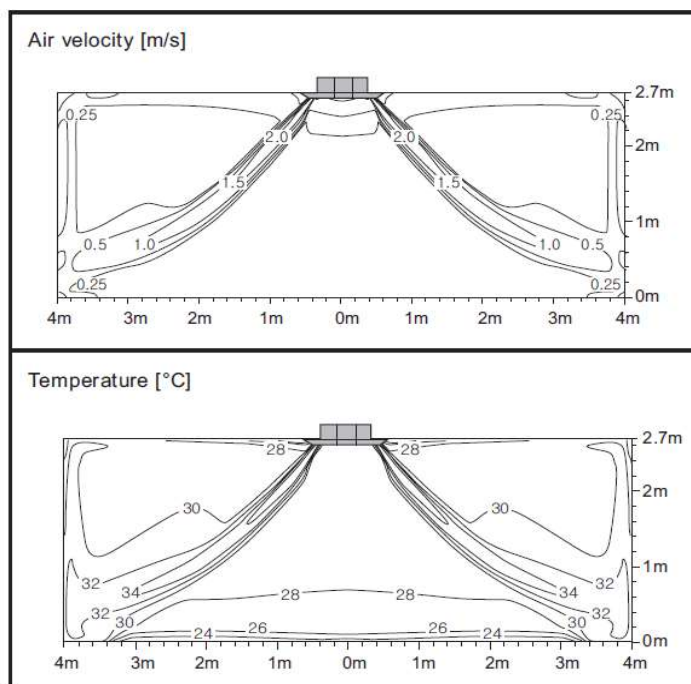 Air velocity [m/s]
2.7m
0.25 0.25
2m
2.0 2.0
1.5 1.5
1m
0.5 1.0 1.0 0.5
0.25 0.25
0m
4m 3m 2m 1m 0m 1m 2m 3m 4m
Temperature [°C]
2.7m
28 28
2m
30 30
1m
32 32
34 34
32 28 28 32
30 30
24 26 26 24
0m
4m 3m 2m 1m 0m 1m 2m 3m 4m